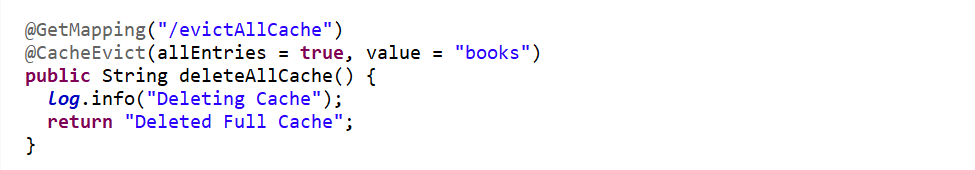 @GetMapping("/evictAllCache")
@CacheEvict(allEntries = true, value = "books")
public String deleteAllCache() {
  log.info("Deleting Cache");
  return "Deleted Full Cache";
}